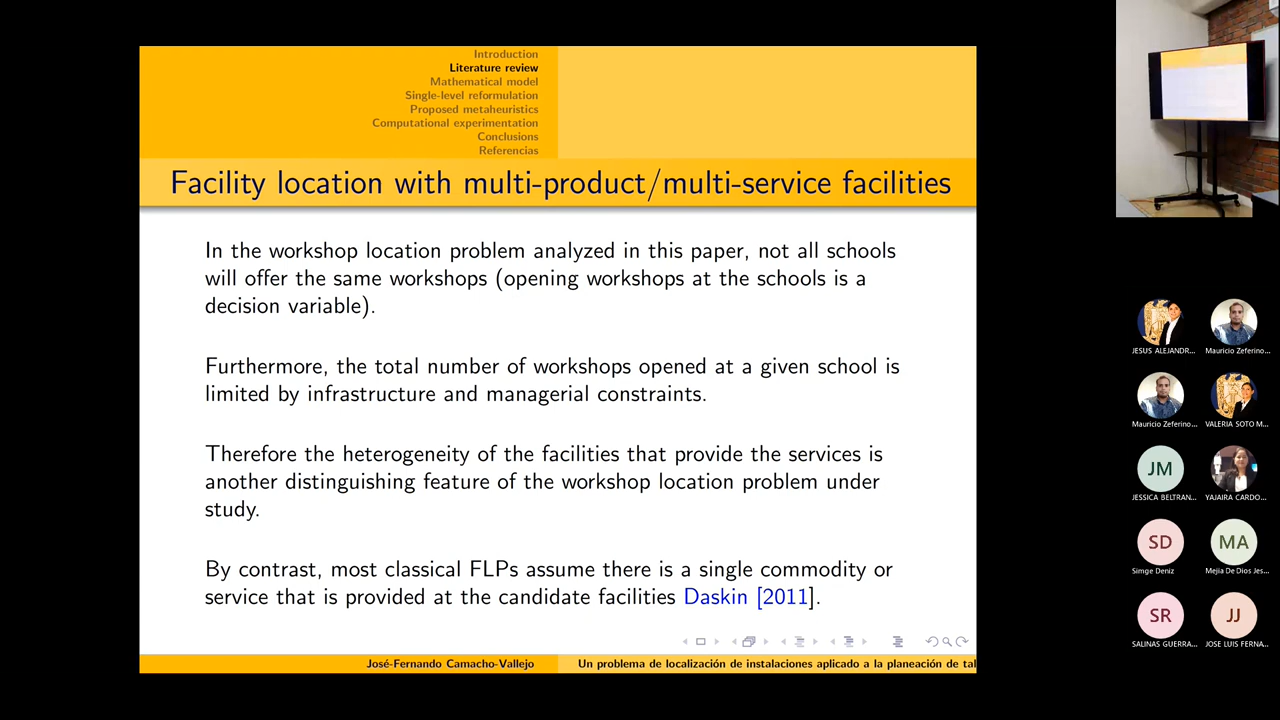 Introduction
Literature review
Mathematical model
Single-level reformulation
Proposed metaheuristics
Computational experimentation
Conclusions
Referencias
Facility location with multi-product/multi-service facilities
In the workshop location problem analyzed in this paper, not all schools
will offer the same workshops (opening workshops at the schools is a
decision variable).
Furthermore, the total number of workshops opened at a given school is
limited by infrastructure and managerial constraints.
Therefore the heterogeneity of the facilities that provide the services is
another distinguishing feature of the workshop location problem under
study.
By contrast, most classical FLPs assume there is a single commodity or
service that is provided at the candidate facilities Daskin [2011].
José-Fernando Camacho-Vallejo
Un problema de localización de instalaciones aplicado a la planeación de tal
JESUS ALEJANDR...
Mauricio Zeferino...
Mauricio Zeferino...
VALERIA SOTO M...
JM
JESSICA BELTRAN...
YAJAIRA CARDO...
SD
Simge Deniz
MA
Mejia De Dios Jes...
SR
SALINAS GUERRA...
JJ
JOSE LUIS FERNA...